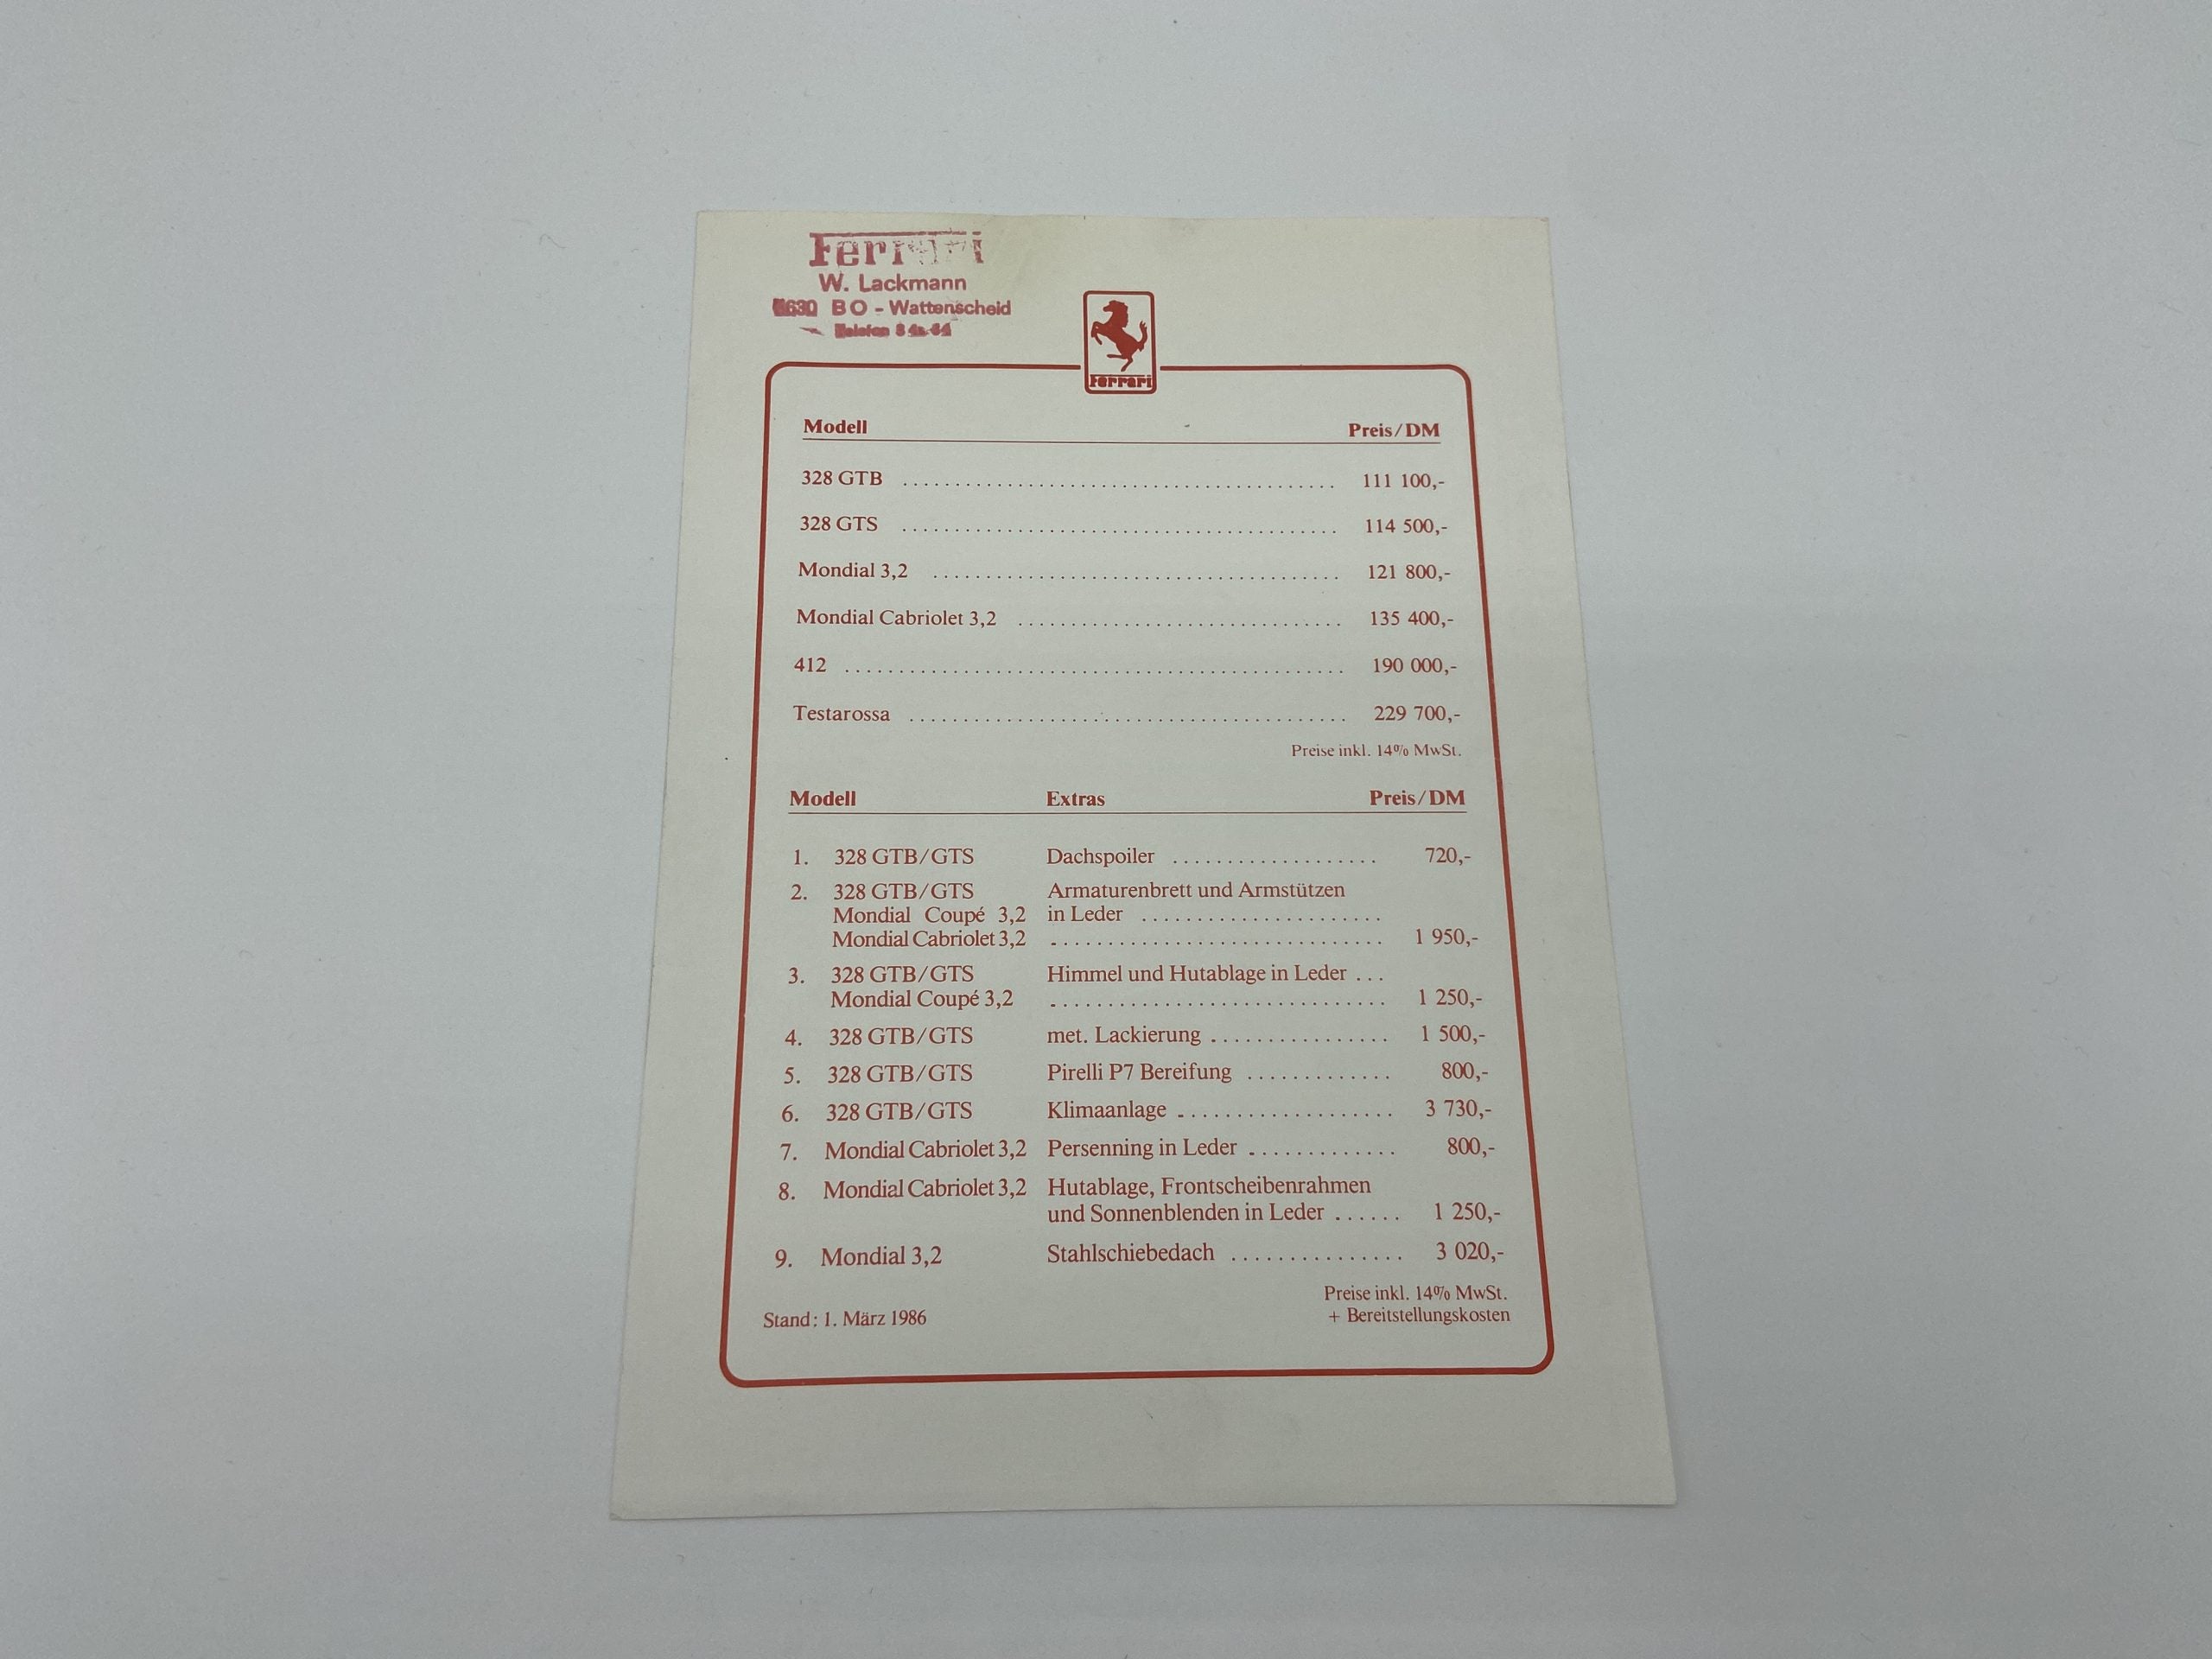 Ferrari
W. Lackmann
BO - Wattenscheid
Ferrari
Modell Preis/DM
328 GTB ........................................ 111 100,-
328 GTS ........................................ 114 500,-
Mondial 3,2 ...................................... 121 800,-
Mondial Cabriolet 3,2 .............................. 135 400,-
412 .............................................. 190 000,-
Testarossa ........................................ 229 700,-
Preise inkl. 14% MwSt.
Modell Extras Preis/DM
1. 328 GTB/GTS Dachspoiler ................... 720,-
2. 328 GTB/GTS Armaturenbrett und Armstützen
Mondial Coupé 3,2 in Leder ......................
Mondial Cabriolet 3,2 ............................... 1 950,-
3. 328 GTB/GTS Himmel und Hutablage in Leder ...
Mondial Coupé 3,2 ............................... 1 250,-
4. 328 GTB/GTS met. Lackierung ................ 1 500,-
5. 328 GTB/GTS Pirelli P7 Bereifung ............. 800,-
6. 328 GTB/GTS Klimaanlage .................... 3 730,-
7. Mondial Cabriolet 3,2 Persenning in Leder ............. 800,-
8. Mondial Cabriolet 3,2 Hutablage, Frontscheibenrahmen
und Sonnenblenden in Leder ...... 1 250,-
9. Mondial 3,2 Stahlschiebedach ............... 3 020,-
Preise inkl. 14% MwSt.
Stand: 1. März 1986 + Bereitstellungskosten